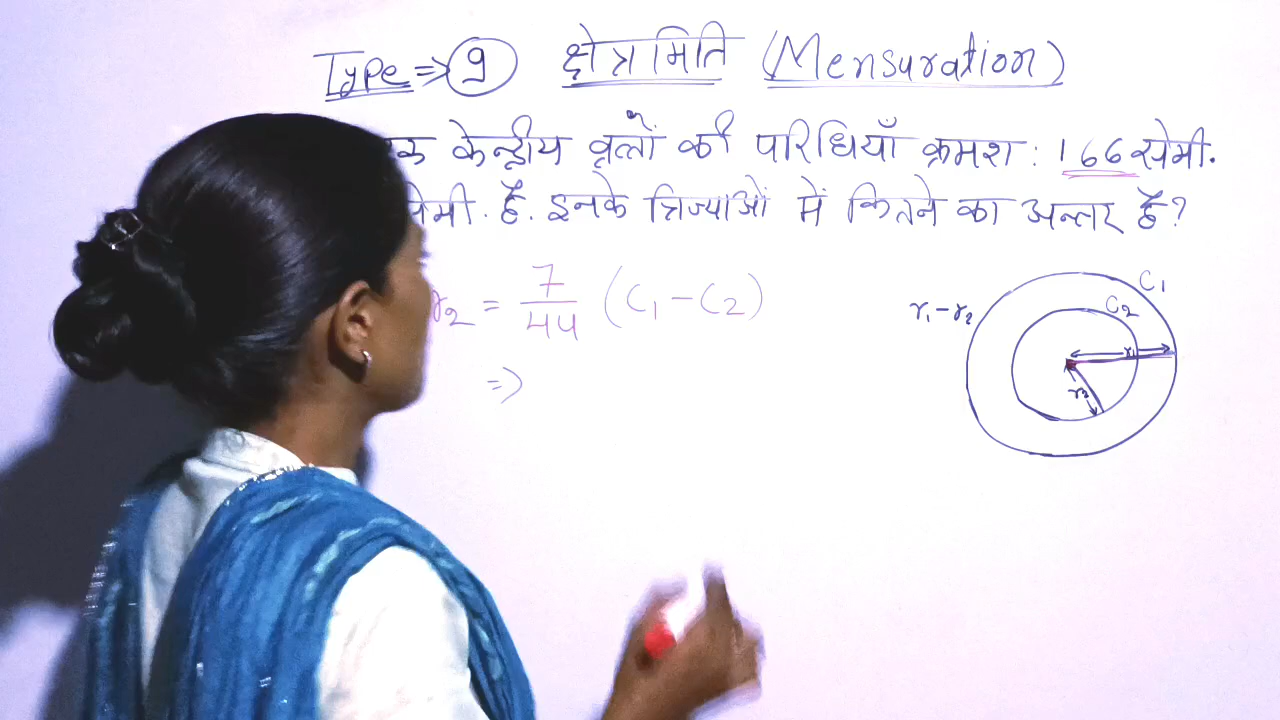 Type ⇒ 9 क्षेत्रमिति (Mensuration)
केन्द्रीय वृत्तों की परिधियाँ क्रमश: 166 सेमी.
सेमी. है. इनके त्रिज्याओं में कितने का अन्तर है?
r₂ = 7/44 (C₁ - C₂)
⇒
r₁ - r₂
C₁
C₂
r₁
r₂